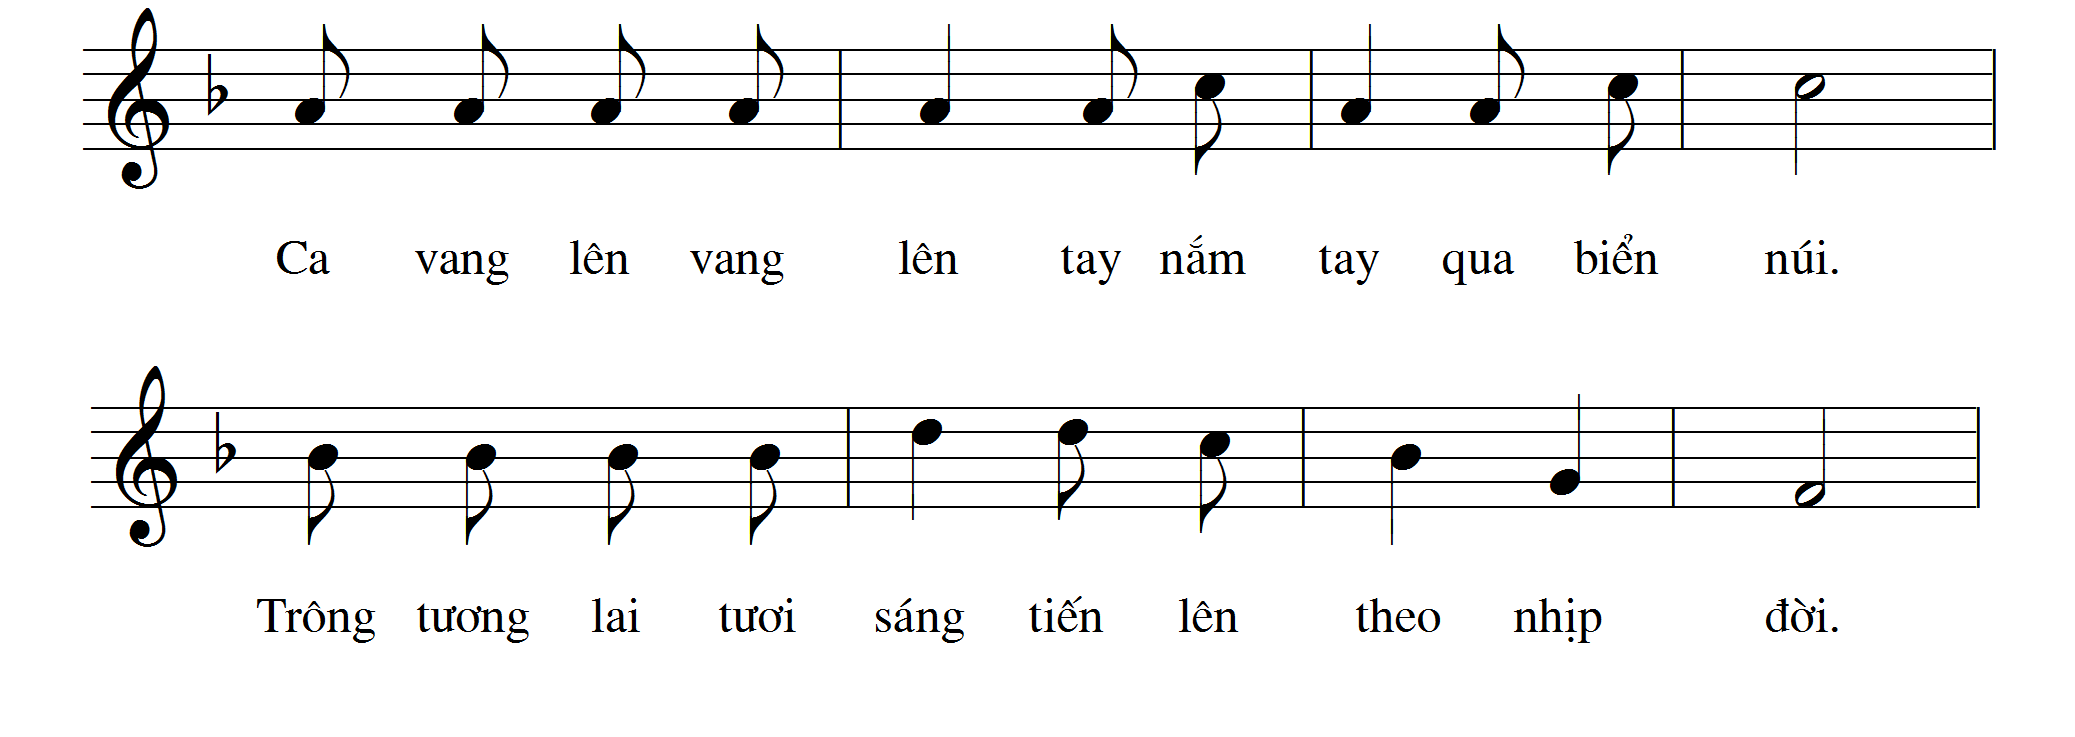 Ca vang lên vang lên tay nắm tay qua biển núi.
Trông tương lai tươi sáng tiến lên theo nhịp đời.